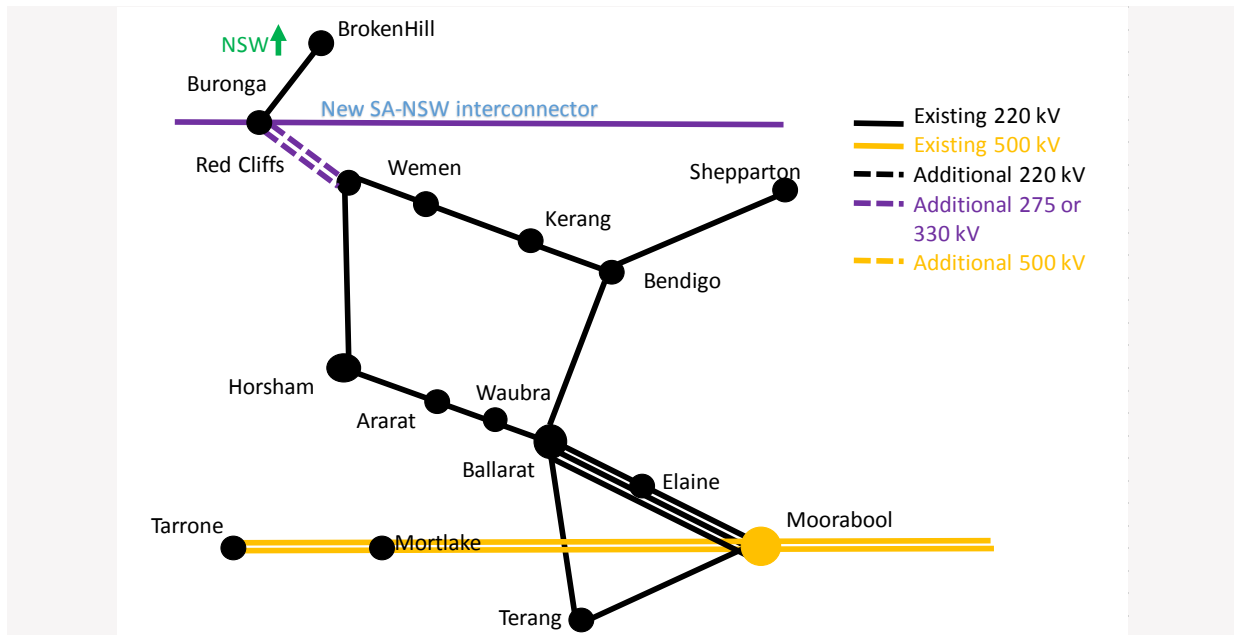 BrokenHill
NSW
Buronga
New SA-NSW interconnector
Existing 220 kV
Existing 500 kV
Additional 220 kV
Additional 275 or
330 kV
Additional 500 kV
Red Cliffs
Wemen
Shepparton
Kerang
Bendigo
Horsham
Waubra
Ararat
Ballarat
Elaine
Moorabool
Tarrone
Mortlake
Terang